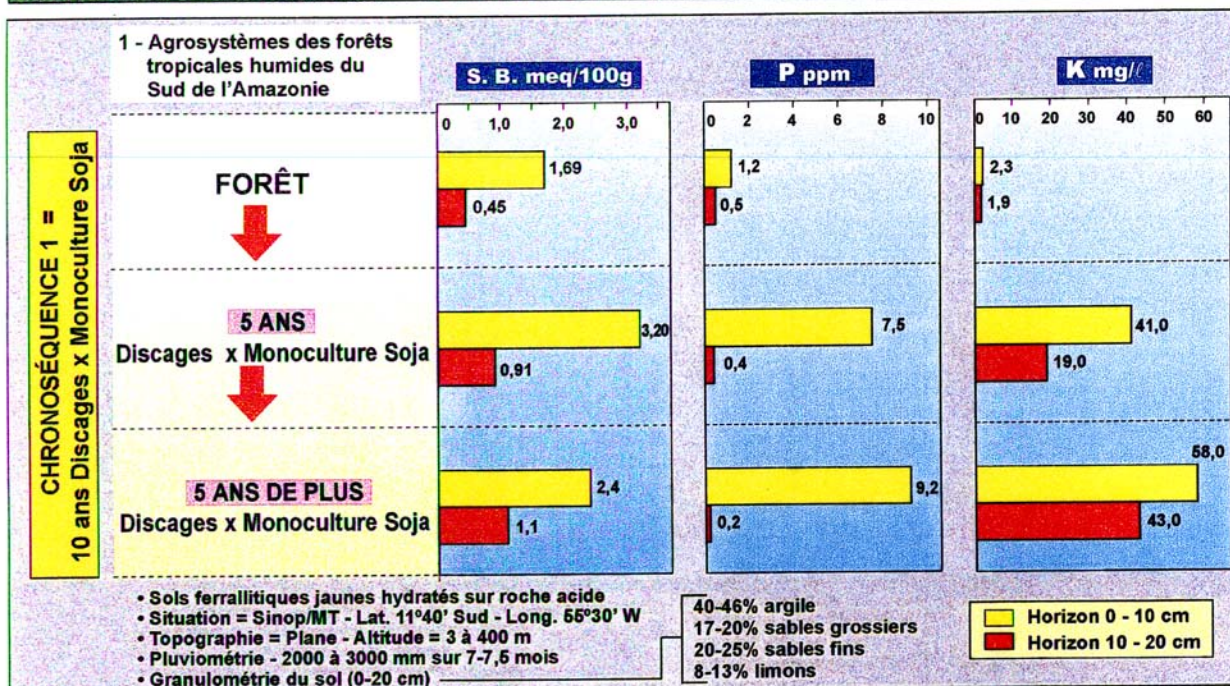 1 - Agrosystèmes des forêts
tropicales humides du
Sud de l'Amazonie
S. B. meq/100g
P ppm
K mg/ℓ
0 1,0 2,0 3,0
0 2 4 6 8 10
0 10 20 30 40 50 60
CHRONOSÉQUENCE 1 =
10 ans Discages x Monoculture Soja
FORÊT
1,69
0,45
1,2
0,5
2,3
1,9
5 ANS
Discages x Monoculture Soja
3,20
0,91
7,5
0,4
41,0
19,0
5 ANS DE PLUS
Discages x Monoculture Soja
2,4
1,1
9,2
0,2
58,0
43,0
• Sols ferrallitiques jaunes hydratés sur roche acide
• Situation = Sinop/MT - Lat. 11º40' Sud - Long. 55º30' W
• Topographie = Plane - Altitude = 3 à 400 m
• Pluviométrie - 2000 à 3000 mm sur 7-7,5 mois
• Granulométrie du sol (0-20 cm)
40-46% argile
17-20% sables grossiers
20-25% sables fins
8-13% limons
Horizon 0 - 10 cm
Horizon 10 - 20 cm